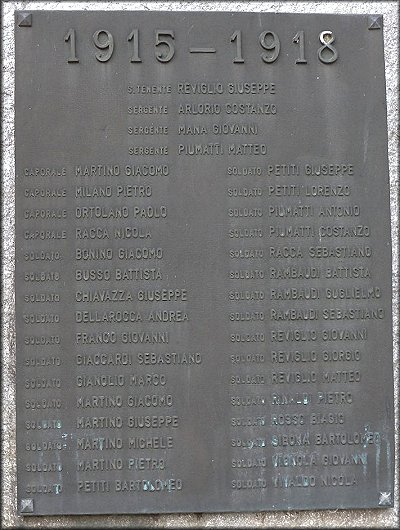 1915 – 1918
S. TENENTE REVIGLIO GIUSEPPE
SERGENTE ARLORIO COSTANZO
SERGENTE MANA GIOVANNI
SERGENTE PIUMATTI MATTEO
CAPORALE MARTINO GIACOMO
CAPORALE MILANO PIETRO
CAPORALE ORTOLANO PAOLO
CAPORALE RACCA NICOLA
SOLDATO BONINO GIACOMO
SOLDATO BUSSO BATTISTA
SOLDATO CHIAVAZZA GIUSEPPE
SOLDATO DELLAROCCA ANDREA
SOLDATO FRANCO GIOVANNI
SOLDATO GIACCARDI SEBASTIANO
SOLDATO GIANOLIO MARCO
SOLDATO MARTINO GIACOMO
SOLDATO MARTINO GIUSEPPE
SOLDATO MARTINO MICHELE
SOLDATO MARTINO PIETRO
SOLDATO PETITI BARTOLOMEO
SOLDATO PETITI GIUSEPPE
SOLDATO PETITI LORENZO
SOLDATO PIUMATTI ANTONIO
SOLDATO PIUMATTI COSTANZO
SOLDATO RACCA SEBASTIANO
SOLDATO RAMBAUDI BATTISTA
SOLDATO RAMBAUDI GUGLIELMO
SOLDATO RAMBAUDI SEBASTIANO
SOLDATO REVIGLIO GIOVANNI
SOLDATO REVIGLIO GIORGIO
SOLDATO REVIGLIO MATTEO
SOLDATO RINALDI PIETRO
SOLDATO ROSSO BIAGIO
SOLDATO SIBONA BARTOLOMEO
SOLDATO GIOVANNI
SOLDATO VIVALDO NICOLA